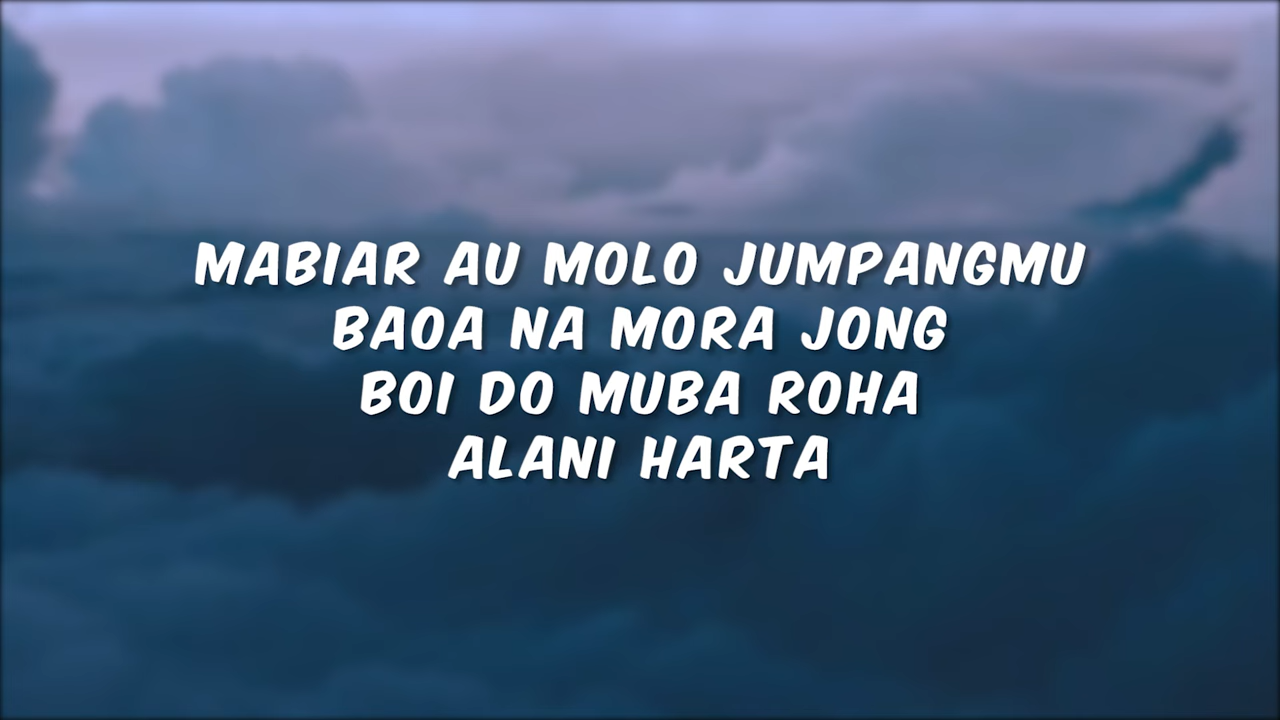 MABIAR AU MOLO JUMPANGMU
BAOA NA MORA JONG
BOI DO MUBA ROHA
ALANI HARTA